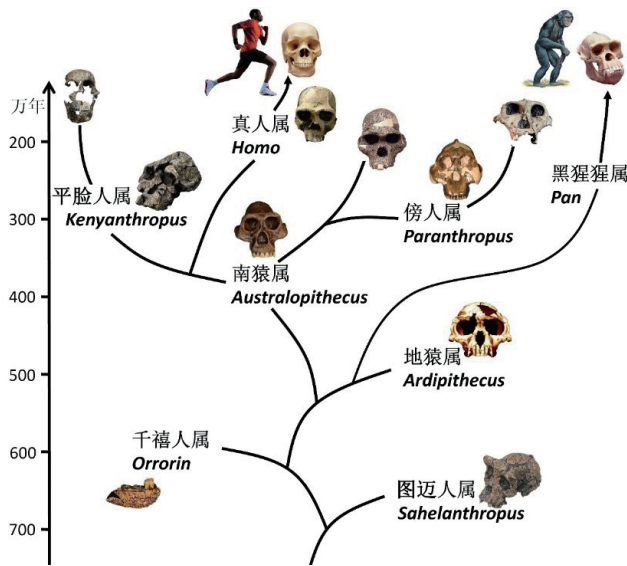 万年
200
300
400
500
600
700
真人属
Homo
平脸人属
Kenyanthropus
黑猩猩属
Pan
傍人属
Paranthropus
南猿属
Australopithecus
地猿属
Ardipithecus
千禧人属
Orrorin
图迈人属
Sahelanthropus